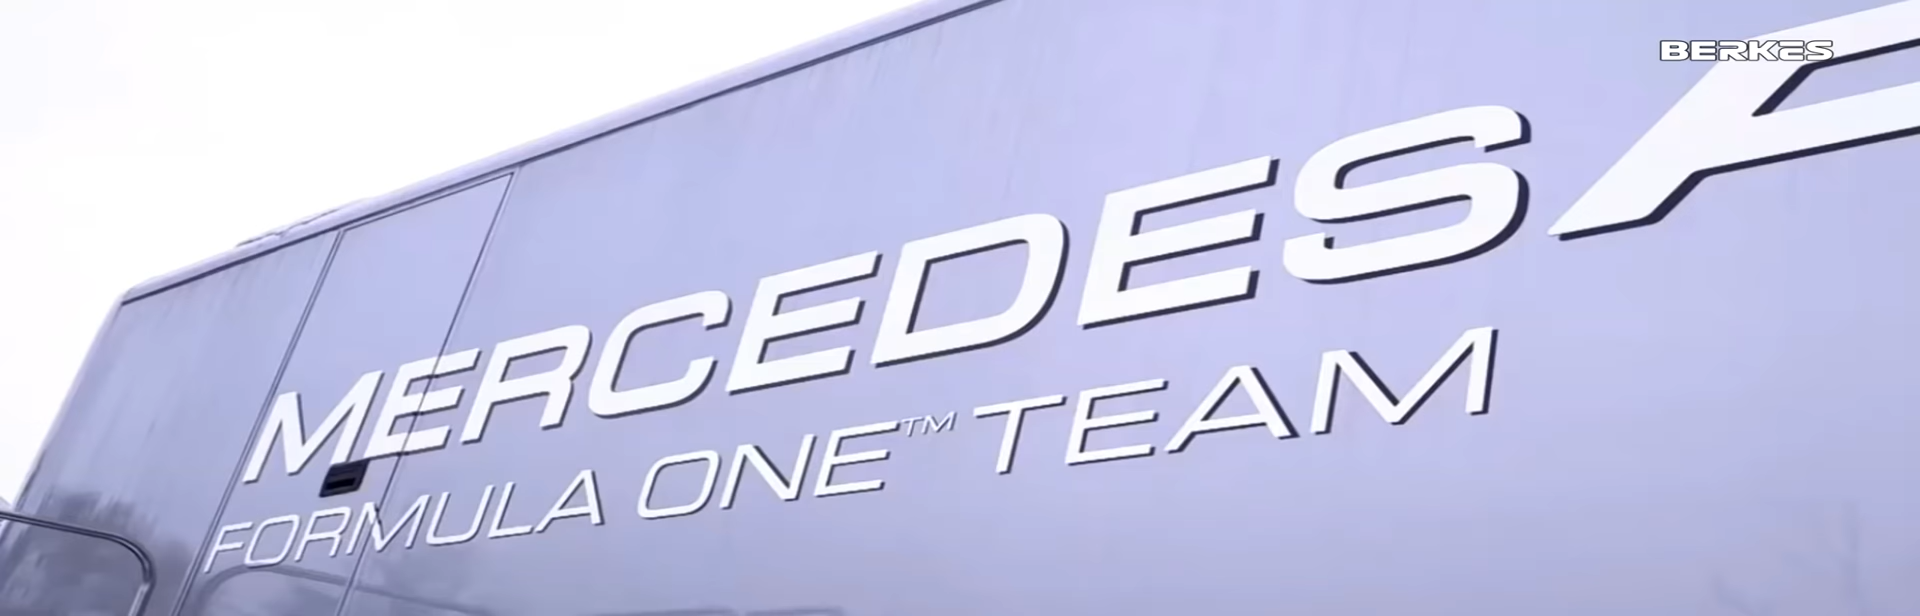 BERKES
MERCEDES A
FORMULA ONE™ TEAM